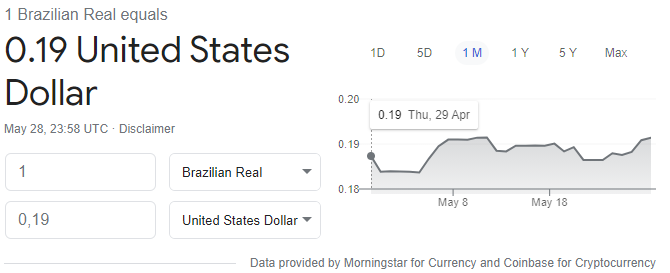 1 Brazilian Real equals
0.19 United States
Dollar
May 28, 23:58 UTC · Disclaimer
1
Brazilian Real
0,19
United States Dollar
1D 5D 1 M 1 Y 5 Y Max
0.20
0.19 Thu, 29 Apr
0.19
0.18
May 8 May 18
Data provided by Morningstar for Currency and Coinbase for Cryptocurrency